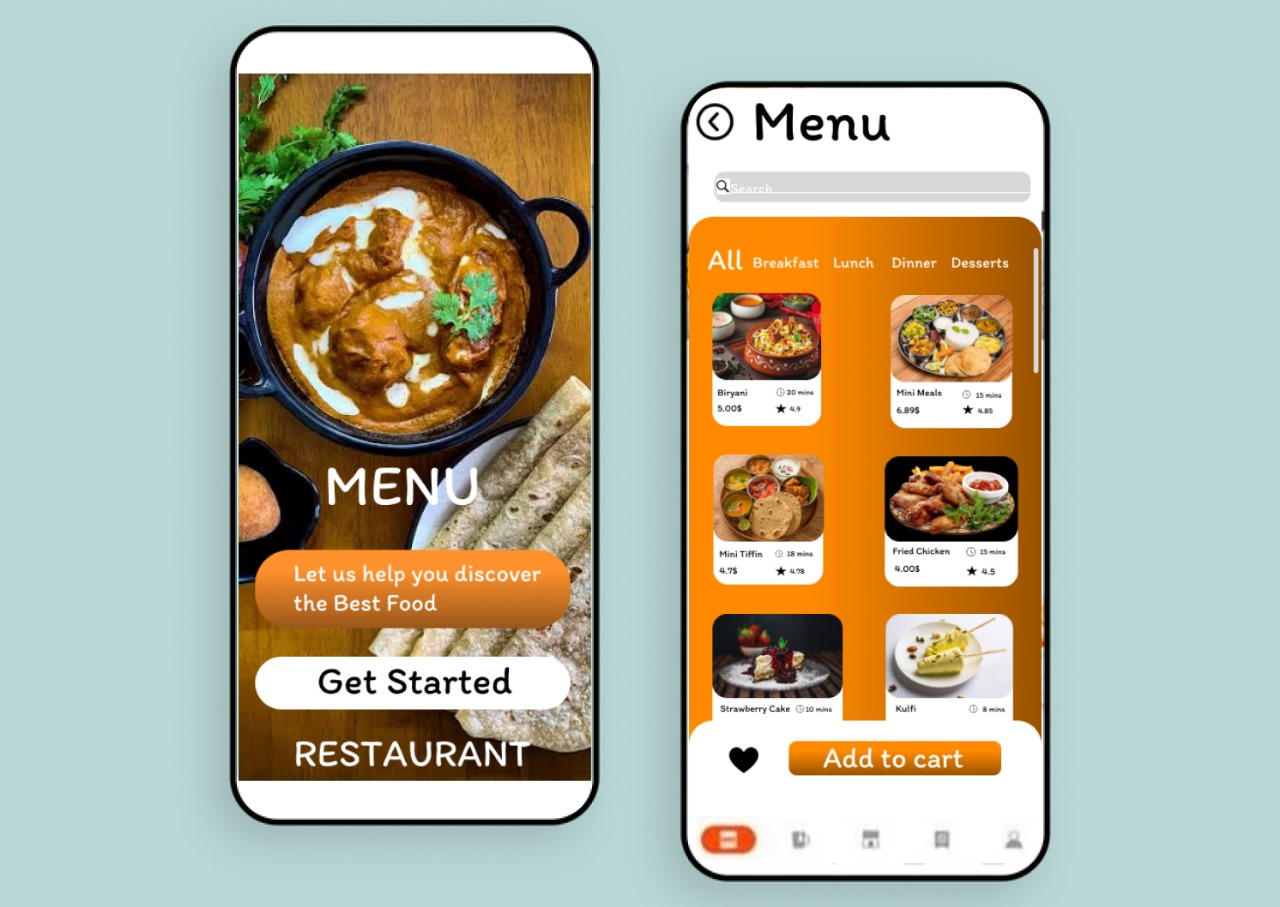 MENU
Let us help you discover
the Best Food
Get Started
RESTAURANT
Menu
Search
All Breakfast Lunch Dinner Desserts
Biryani 20 mins
5.00$ 4.9
Mini Meals 15 mins
6.89$ 4.85
Mini Tiffin 18 mins
4.7$ 4.78
Fried Chicken 15 mins
4.00$ 4.5
Strawberry Cake 10 mins
Kulfi 8 mins
Add to cart